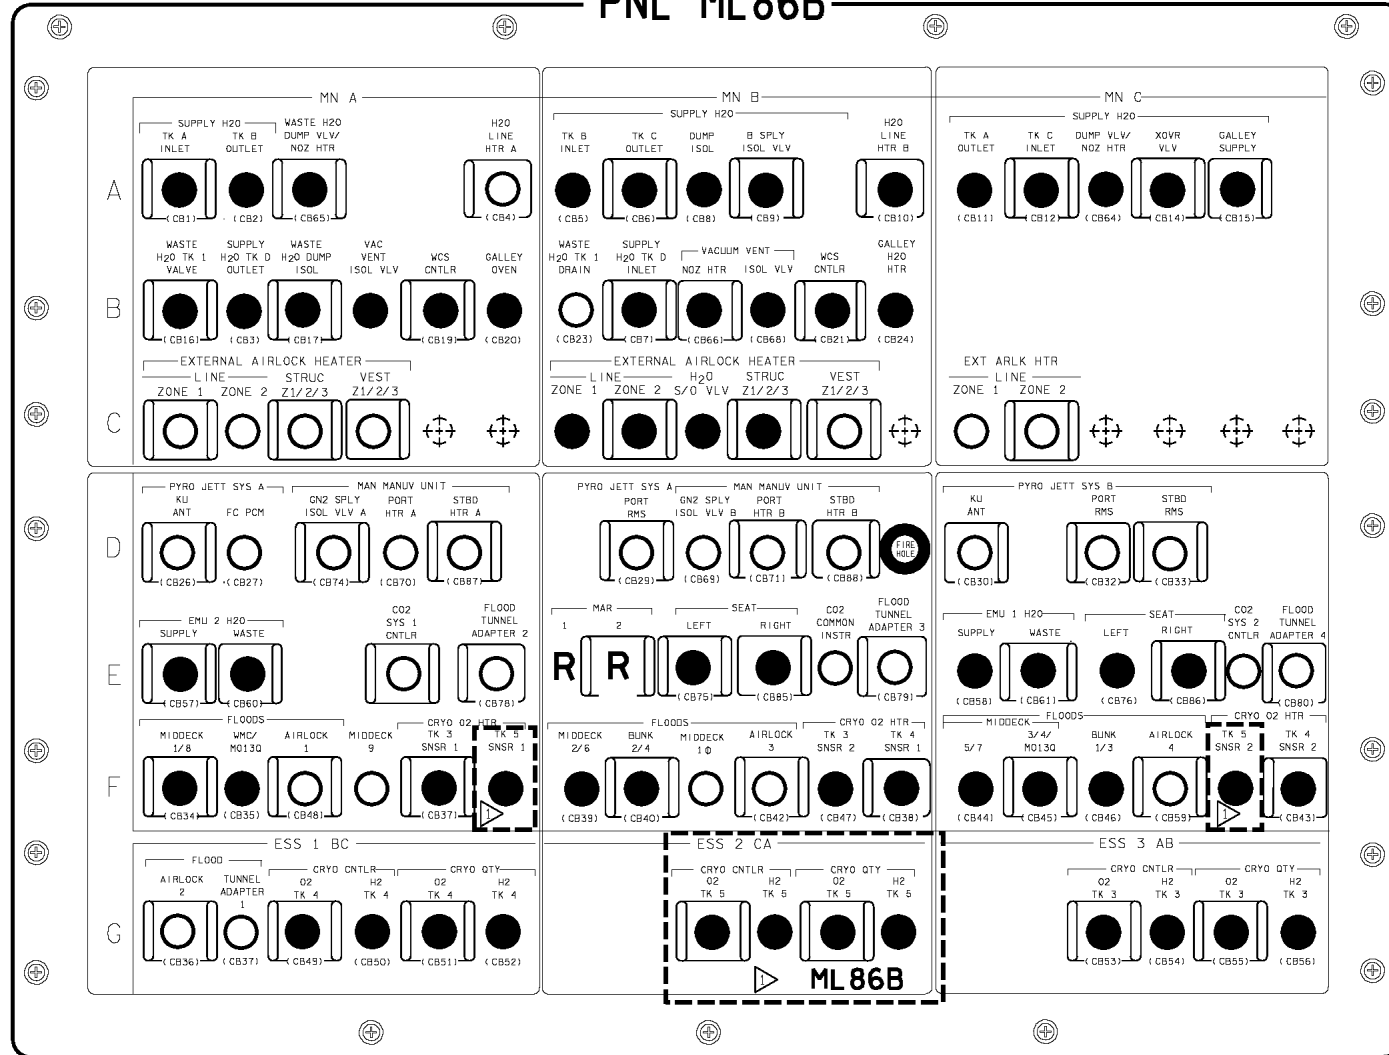 PNL ML86B
MN A MN B MN C
SUPPLY H2O WASTE H2O H2O SUPPLY H2O H2O SUPPLY H2O
TK A TK B DUMP VLV/ LINE TK B TK C DUMP B SPLY LINE TK A TK C DUMP VLV/ XOVR GALLEY
INLET OUTLET NOZ HTR HTR A INLET OUTLET ISOL ISOL VLV HTR B OUTLET INLET NOZ HTR VLV SUPPLY
A
(CB1) (CB2) (CB65) (CB4) (CB5) (CB6) (CB8) (CB9) (CB10) (CB11) (CB12) (CB64) (CB14) (CB15)
WASTE SUPPLY WASTE VAC WASTE SUPPLY VACUUM VENT GALLEY
H2O TK 1 H2O TK D H2O DUMP VENT WCS GALLEY H2O TK 1 H2O TK D WCS H2O
VALVE OUTLET ISOL ISOL VLV CNTLR OVEN DRAIN INLET NOZ HTR ISOL VLV CNTLR HTR
B
(CB16) (CB3) (CB17) (CB19) (CB20) (CB23) (CB7) (CB66) (CB68) (CB21) (CB24)
EXTERNAL AIRLOCK HEATER EXTERNAL AIRLOCK HEATER EXT ARLK HTR
LINE STRUC VEST LINE H2O STRUC VEST LINE
ZONE 1 ZONE 2 Z1/2/3 Z1/2/3 ZONE 1 ZONE 2 S/O VLV Z1/2/3 Z1/2/3 ZONE 1 ZONE 2
C
PYRO JETT SYS A MAN MANUV UNIT PYRO JETT SYS A MAN MANUV UNIT PYRO JETT SYS B
KU GN2 SPLY PORT STBD PORT GN2 SPLY PORT STBD KU PORT STBD
ANT FC PCM ISOL VLV A HTR A HTR A RMS ISOL VLV B HTR B HTR B ANT RMS RMS
D
FIRE
HOLE
(CB26) (CB27) (CB74) (CB70) (CB87) (CB29) (CB69) (CB71) (CB88) (CB30) (CB32) (CB33)
EMU 2 H2O CO2 FLOOD MAR SEAT CO2 FLOOD EMU 1 H2O SEAT CO2 FLOOD
SUPPLY WASTE SYS 1 TUNNEL 1 2 LEFT RIGHT COMMON TUNNEL SUPPLY WASTE LEFT RIGHT SYS 2 TUNNEL
CNTLR ADAPTER 2 INSTR ADAPTER 3 CNTLR ADAPTER 4
E R R
(CB57) (CB60) (CB78) (CB75) (CB85) (CB79) (CB58) (CB61) (CB76) (CB86) (CB80)
FLOODS CRYO O2 HTR FLOODS CRYO O2 HTR MIDDECK FLOODS CRYO O2 HTR
MIDDECK WMC/ AIRLOCK MIDDECK TK 3 TK 5 MIDDECK BUNK MIDDECK AIRLOCK TK 3 TK 4 3/4/ BUNK AIRLOCK TK 5 TK 4
1/8 MO13Q 1 9 SNSR 1 SNSR 1 2/6 2/4 10 3 SNSR 2 SNSR 1 5/7 MO13Q 1/3 4 SNSR 2 SNSR 2
F
1 1
(CB34) (CB35) (CB48) (CB37) (CB39) (CB40) (CB42) (CB47) (CB38) (CB44) (CB45) (CB46) (CB59) (CB43)
ESS 1 BC ESS 2 CA ESS 3 AB
FLOOD CRYO CNTLR CRYO QTY CRYO CNTLR CRYO QTY CRYO CNTLR CRYO QTY
AIRLOCK TUNNEL O2 H2 O2 H2 O2 H2 O2 H2 O2 H2 O2 H2
2 ADAPTER TK 4 TK 4 TK 4 TK 4 TK 5 TK 5 TK 5 TK 5 TK 3 TK 3 TK 3 TK 3
1
G
(CB36) (CB37) (CB49) (CB50) (CB51) (CB52) (CB53) (CB54) (CB55) (CB56)
1 ML86B